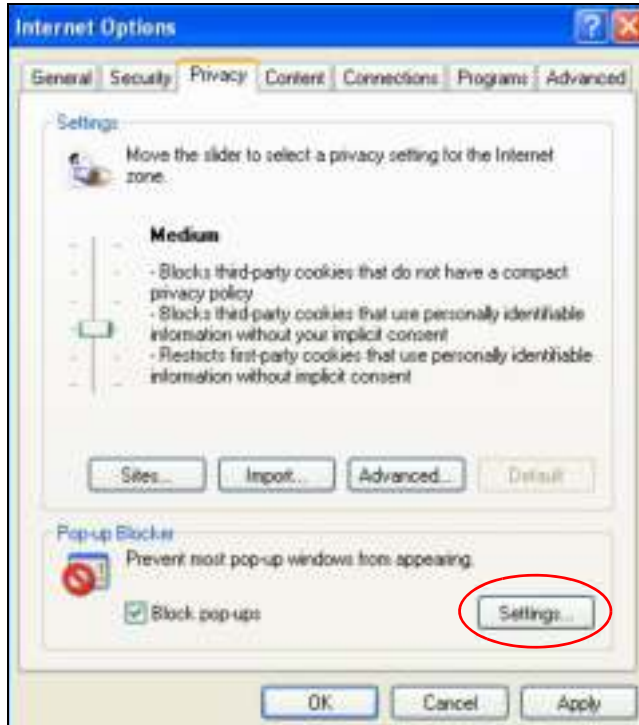 Internet Options
General Security Privacy Content Connections Programs Advanced
Settings
Move the slider to select a privacy setting for the Internet
zone.
Medium
- Blocks third-party cookies that do not have a compact
privacy policy
- Blocks third-party cookies that use personally identifiable
information without your implicit consent
- Restricts first-party cookies that use personally identifiable
information without implicit consent
Sites... Import... Advanced... Default
Pop-up Blocker
Prevent most pop-up windows from appearing.
Block pop-ups
Settings...
OK Cancel Apply